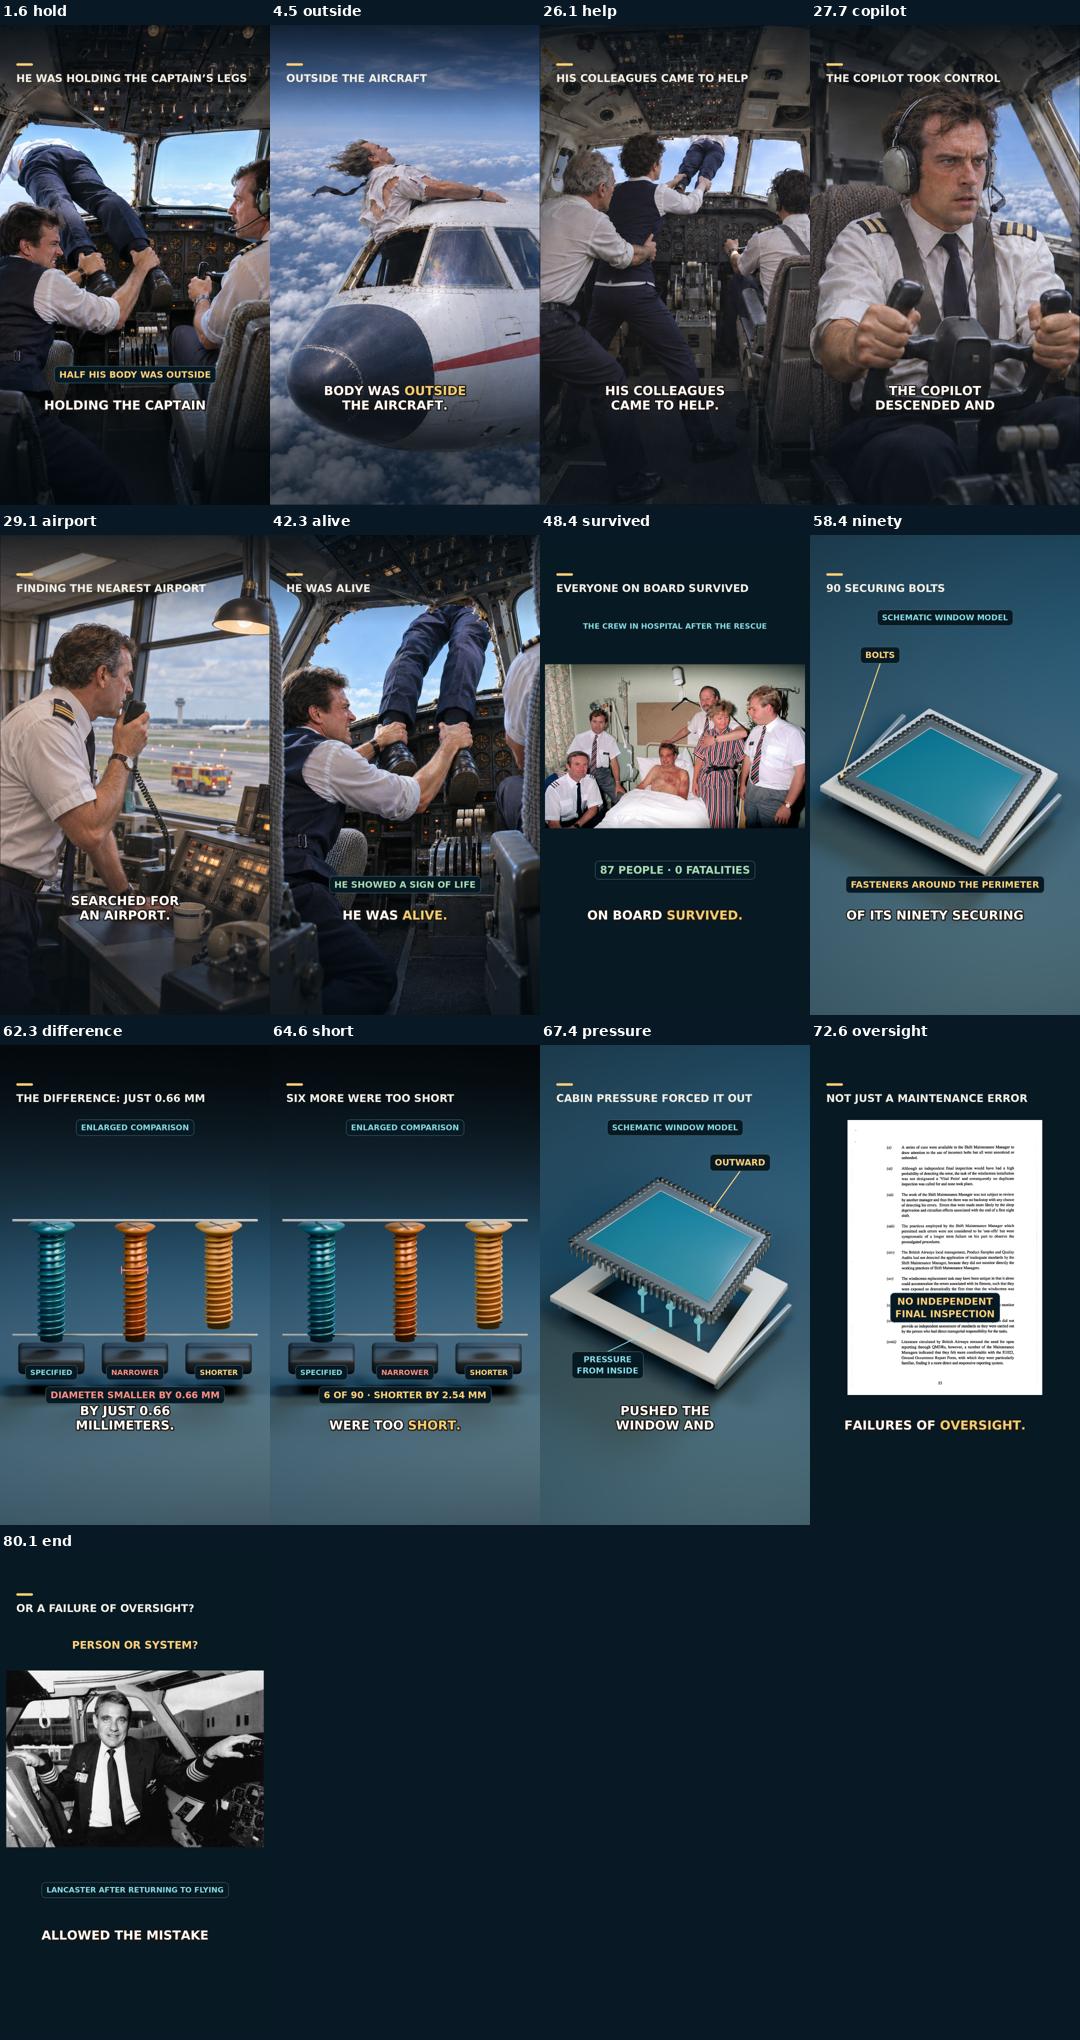 1.6 hold
HE WAS HOLDING THE CAPTAIN'S LEGS
HALF HIS BODY WAS OUTSIDE
HOLDING THE CAPTAIN
4.5 outside
OUTSIDE THE AIRCRAFT
BODY WAS OUTSIDE
THE AIRCRAFT.
26.1 help
HIS COLLEAGUES CAME TO HELP
HIS COLLEAGUES
CAME TO HELP.
27.7 copilot
THE COPILOT TOOK CONTROL
THE COPILOT
DESCENDED AND
29.1 airport
FINDING THE NEAREST AIRPORT
SEARCHED FOR
AN AIRPORT.
42.3 alive
HE WAS ALIVE
HE SHOWED A SIGN OF LIFE
HE WAS ALIVE.
48.4 survived
EVERYONE ON BOARD SURVIVED
THE CREW IN HOSPITAL AFTER THE RESCUE
87 PEOPLE · 0 FATALITIES
ON BOARD SURVIVED.
58.4 ninety
90 SECURING BOLTS
SCHEMATIC WINDOW MODEL
BOLTS
FASTENERS AROUND THE PERIMETER
OF ITS NINETY SECURING
62.3 difference
THE DIFFERENCE: JUST 0.66 MM
ENLARGED COMPARISON
SPECIFIED
NARROWER
SHORTER
DIAMETER SMALLER BY 0.66 MM
BY JUST 0.66
MILLIMETERS.
64.6 short
SIX MORE WERE TOO SHORT
ENLARGED COMPARISON
SPECIFIED
NARROWER
SHORTER
6 OF 90 · SHORTER BY 2.54 MM
WERE TOO SHORT.
67.4 pressure
CABIN PRESSURE FORCED IT OUT
SCHEMATIC WINDOW MODEL
OUTWARD
PRESSURE
FROM INSIDE
PUSHED THE
WINDOW AND
72.6 oversight
NOT JUST A MAINTENANCE ERROR
NO INDEPENDENT
FINAL INSPECTION
FAILURES OF OVERSIGHT.
80.1 end
OR A FAILURE OF OVERSIGHT?
PERSON OR SYSTEM?
LANCASTER AFTER RETURNING TO FLYING
ALLOWED THE MISTAKE